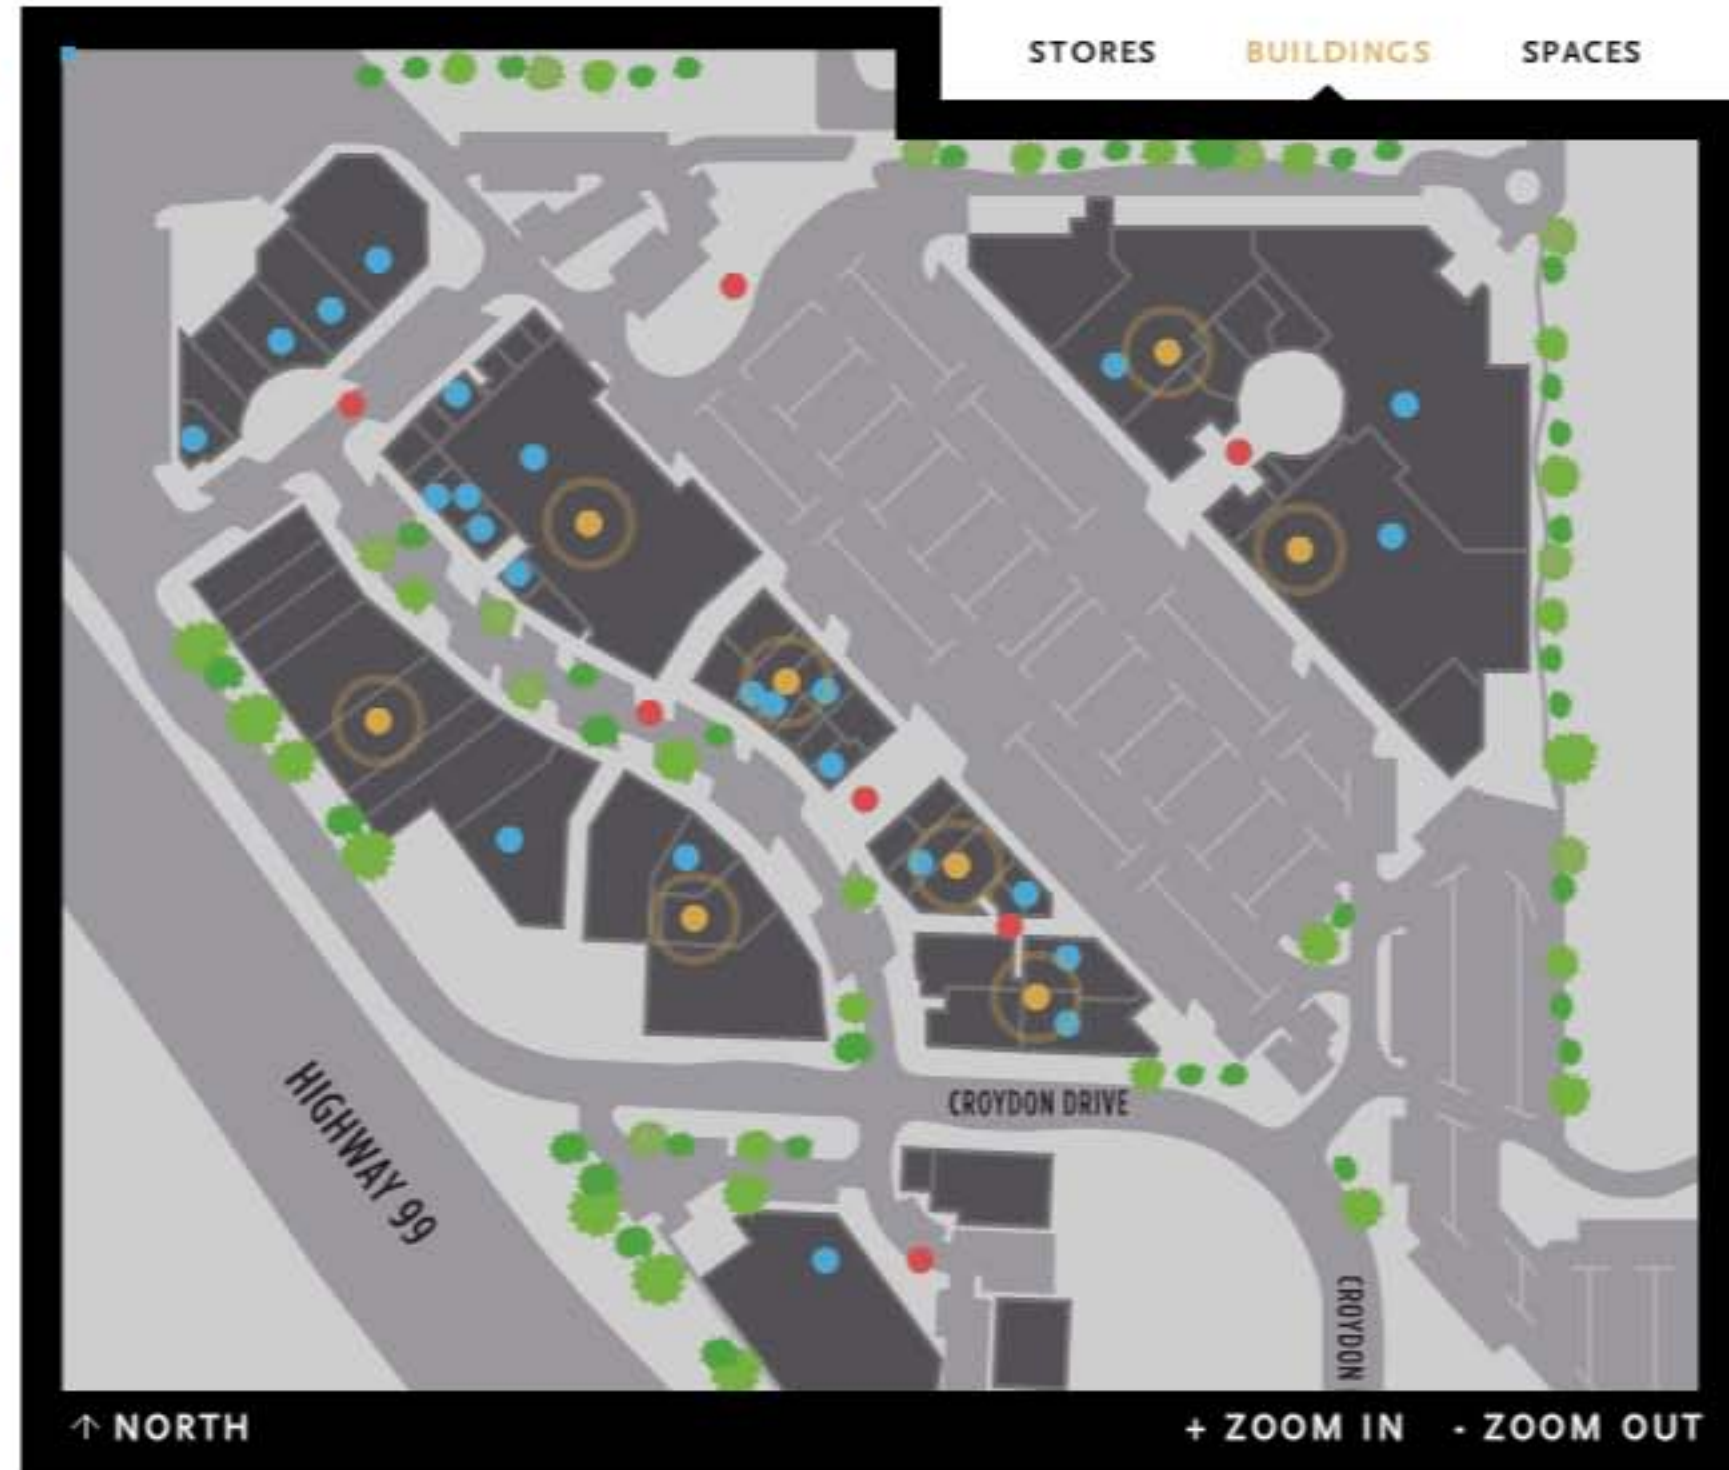 STORES BUILDINGS SPACES
HIGHWAY 99
CROYDON DRIVE
CROYDON
↑ NORTH
+ ZOOM IN - ZOOM OUT